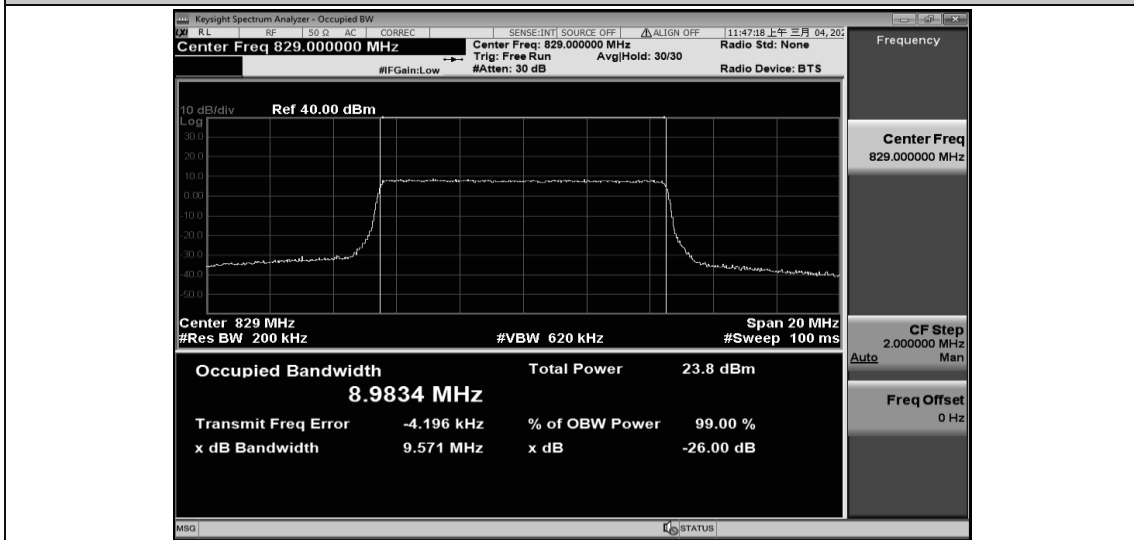 Keysight Spectrum Analyzer - Occupied BW
LXI RL RF 50 Ω AC CORREC SENSE:INT SOURCE OFF ALIGN OFF 11:47:18 上午 三月 04, 202
Center Freq 829.000000 MHz
Center Freq: 829.000000 MHz
Radio Std: None
Trig: Free Run Avg|Hold: 30/30
#IFGain:Low #Atten: 30 dB Radio Device: BTS
Frequency
10 dB/div Ref 40.00 dBm
Log
30.0
20.0
10.0
0.00
-10.0
-20.0
-30.0
-40.0
-50.0
Center Freq
829.000000 MHz
Center 829 MHz Span 20 MHz
#Res BW 200 kHz #VBW 620 kHz #Sweep 100 ms
CF Step
2.000000 MHz
Auto Man
Occupied Bandwidth Total Power 23.8 dBm
8.9834 MHz
Transmit Freq Error -4.196 kHz % of OBW Power 99.00 %
x dB Bandwidth 9.571 MHz x dB -26.00 dB
Freq Offset
0 Hz
MSG STATUS